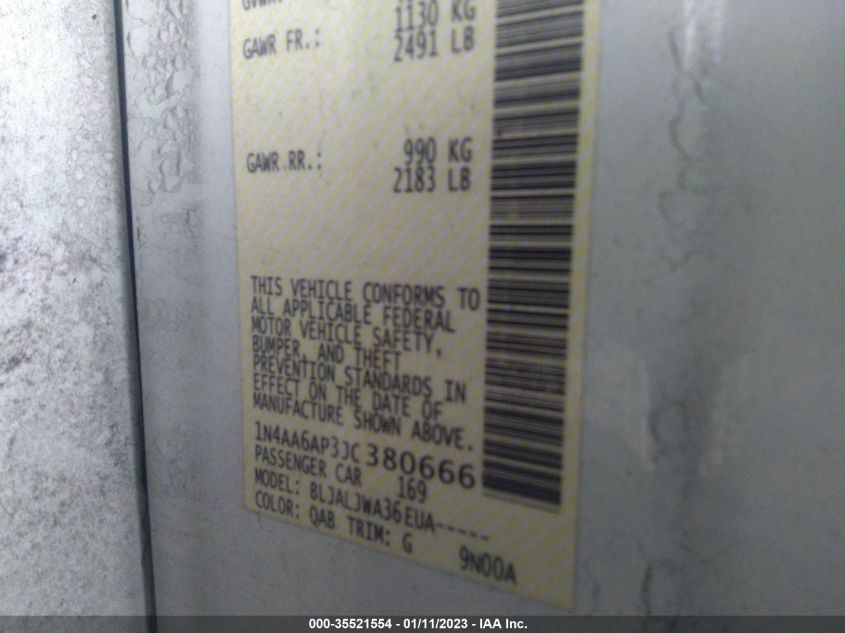 1130 KG
GAWR FR.: 2491 LB
GAWR RR.: 990 KG
2183 LB
THIS VEHICLE CONFORMS TO
ALL APPLICABLE FEDERAL
MOTOR VEHICLE SAFETY,
BUMPER, AND THEFT
PREVENTION STANDARDS IN
EFFECT ON THE DATE OF
MANUFACTURE SHOWN ABOVE.
1N4AA6AP3JC380666
PASSENGER CAR 169
MODEL: BLJALJWA36EUA-----
COLOR: QAB TRIM: G 9N00A
000-35521554 - 01/11/2023 - IAA Inc.